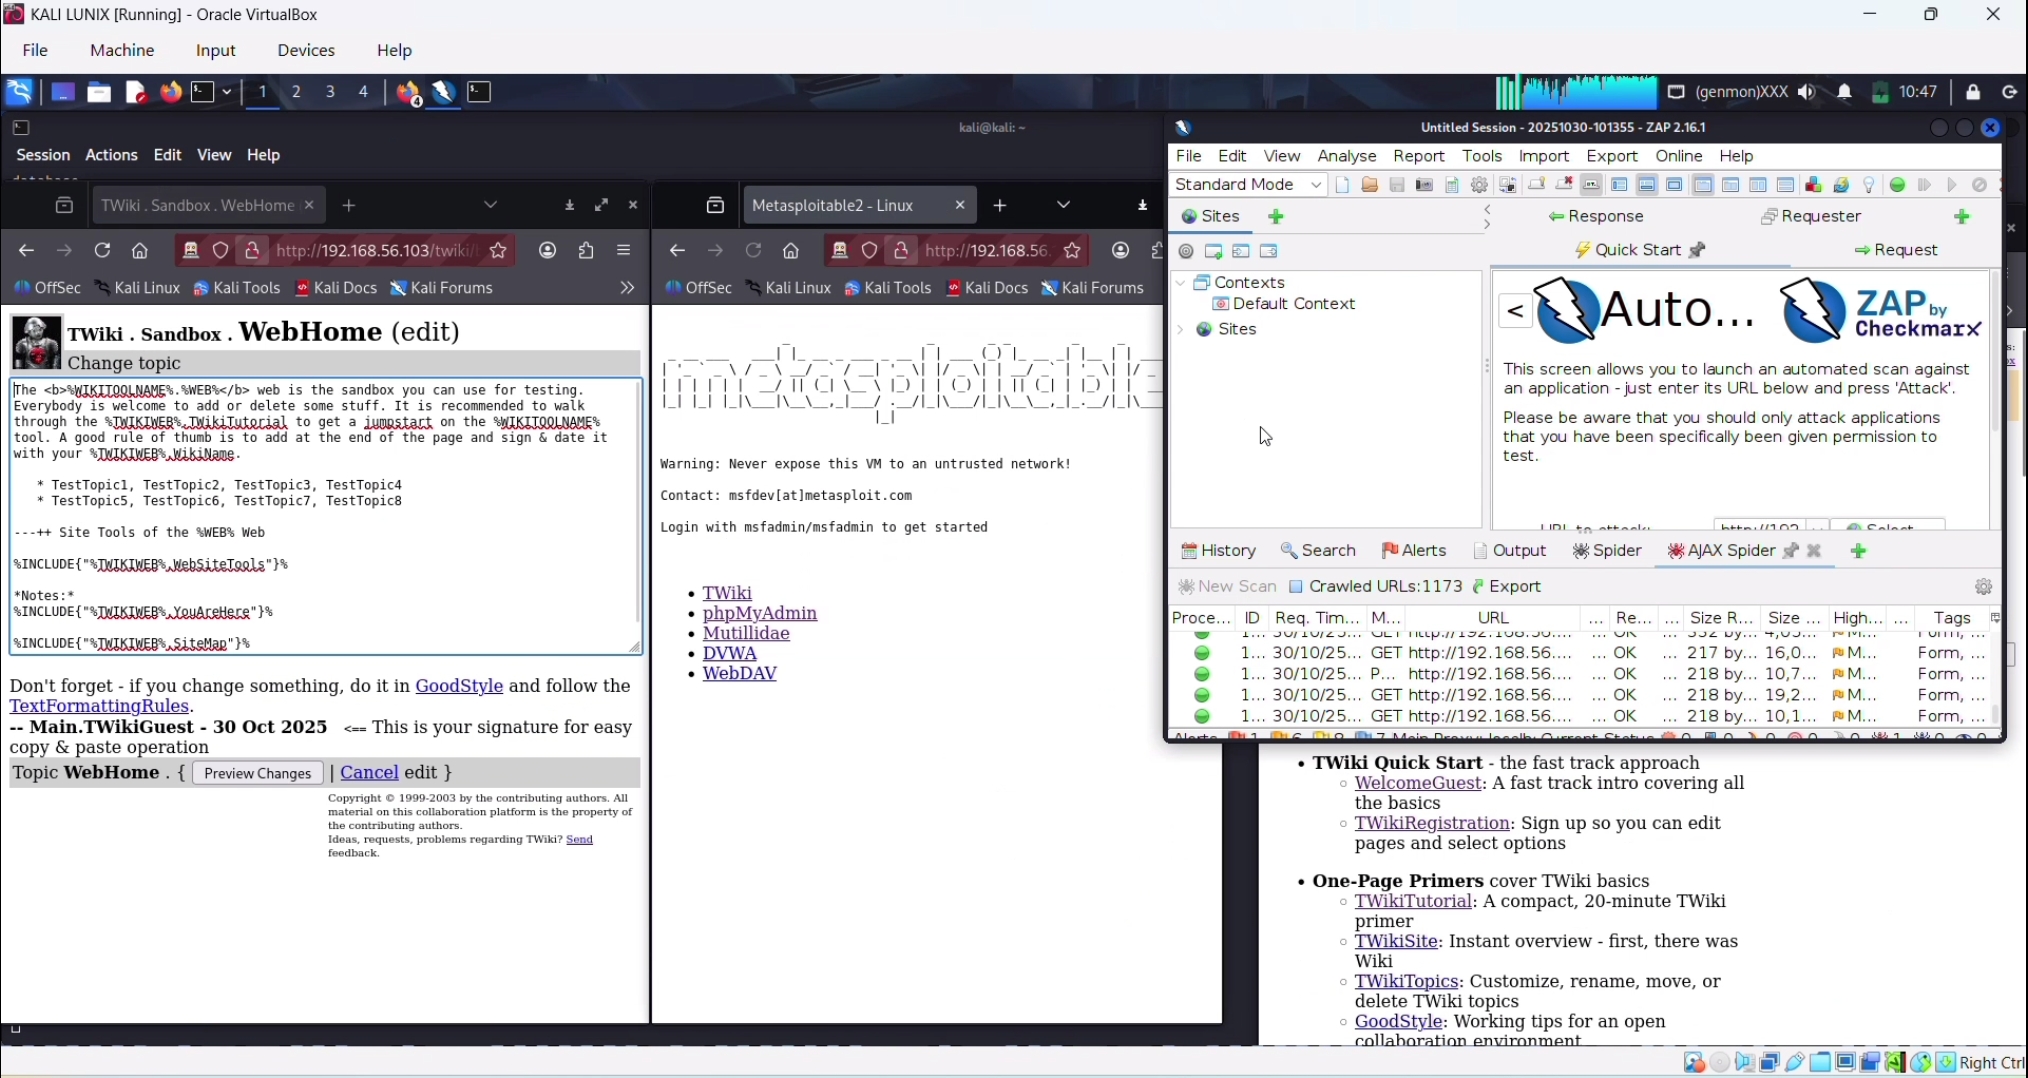 KALI LUNIX [Running] - Oracle VirtualBox
File Machine Input Devices Help
1 2 3 4 4 (genmon)XXX 10:47
kali@kali: ~
Session Actions Edit View Help
TWiki . Sandbox . WebHome
http://192.168.56.103/twiki/
OffSec Kali Linux Kali Tools Kali Docs Kali Forums
TWiki . Sandbox . WebHome (edit)
Change topic
The <b>%WIKITOOLNAME%.%WEB%</b> web is the sandbox you can use for testing.
Everybody is welcome to add or delete some stuff. It is recommended to walk
through the %TWIKIWEB%.TWikiTutorial to get a jumpstart on the %WIKITOOLNAME%
tool. A good rule of thumb is to add at the end of the page and sign & date it
with your %TWIKIWEB%.WikiName.
* TestTopic1, TestTopic2, TestTopic3, TestTopic4
* TestTopic5, TestTopic6, TestTopic7, TestTopic8
---++ Site Tools of the %WEB% Web
%INCLUDE{"%TWIKIWEB%.WebSiteTools"}%
*Notes:*
%INCLUDE{"%TWIKIWEB%.YouAreHere"}%
%INCLUDE{"%TWIKIWEB%.SiteMap"}%
Don't forget - if you change something, do it in GoodStyle and follow the
TextFormattingRules.
-- Main.TWikiGuest - 30 Oct 2025 <== This is your signature for easy
copy & paste operation
Topic WebHome . { Preview Changes | Cancel edit }
Copyright © 1999-2003 by the contributing authors. All
material on this collaboration platform is the property of
the contributing authors.
Ideas, requests, problems regarding TWiki? Send
feedback.
Metasploitable2 - Linux
http://192.168.56.
OffSec Kali Linux Kali Tools Kali Docs Kali Forums
metasploitable
Warning: Never expose this VM to an untrusted network!
Contact: msfdev[at]metasploit.com
Login with msfadmin/msfadmin to get started
• TWiki
• phpMyAdmin
• Mutillidae
• DVWA
• WebDAV
Untitled Session - 20251030-101355 - ZAP 2.16.1
File Edit View Analyse Report Tools Import Export Online Help
Standard Mode
Sites
Response Requester
Quick Start Request
Contexts
Default Context
Sites
< Auto... ZAP by
Checkmarx
This screen allows you to launch an automated scan against
an application - just enter its URL below and press 'Attack'.
Please be aware that you should only attack applications
that you have been specifically been given permission to
test.
URL to attack: http://192 Select...
History Search Alerts Output Spider AJAX Spider
New Scan Crawled URLs:1173 Export
Proce... ID Req. Tim... M... URL ... Re... ... Size R... Size ... High... ... Tags
1... 30/10/25... GET http://192.168.56.... ... OK ... 332 by... 4,0... M... Form, ...
1... 30/10/25... GET http://192.168.56.... ... OK ... 217 by... 16,0... M... Form, ...
1... 30/10/25... P... http://192.168.56.... ... OK ... 218 by... 10,7... M... Form, ...
1... 30/10/25... GET http://192.168.56.... ... OK ... 218 by... 19,2... M... Form, ...
1... 30/10/25... GET http://192.168.56.... ... OK ... 218 by... 10,1... M... Form, ...
• TWiki Quick Start - the fast track approach
◦ WelcomeGuest: A fast track intro covering all
the basics
◦ TWikiRegistration: Sign up so you can edit
pages and select options
• One-Page Primers cover TWiki basics
◦ TWikiTutorial: A compact, 20-minute TWiki
primer
◦ TWikiSite: Instant overview - first, there was
Wiki
◦ TWikiTopics: Customize, rename, move, or
delete TWiki topics
◦ GoodStyle: Working tips for an open
collaboration environment
Right Ctrl